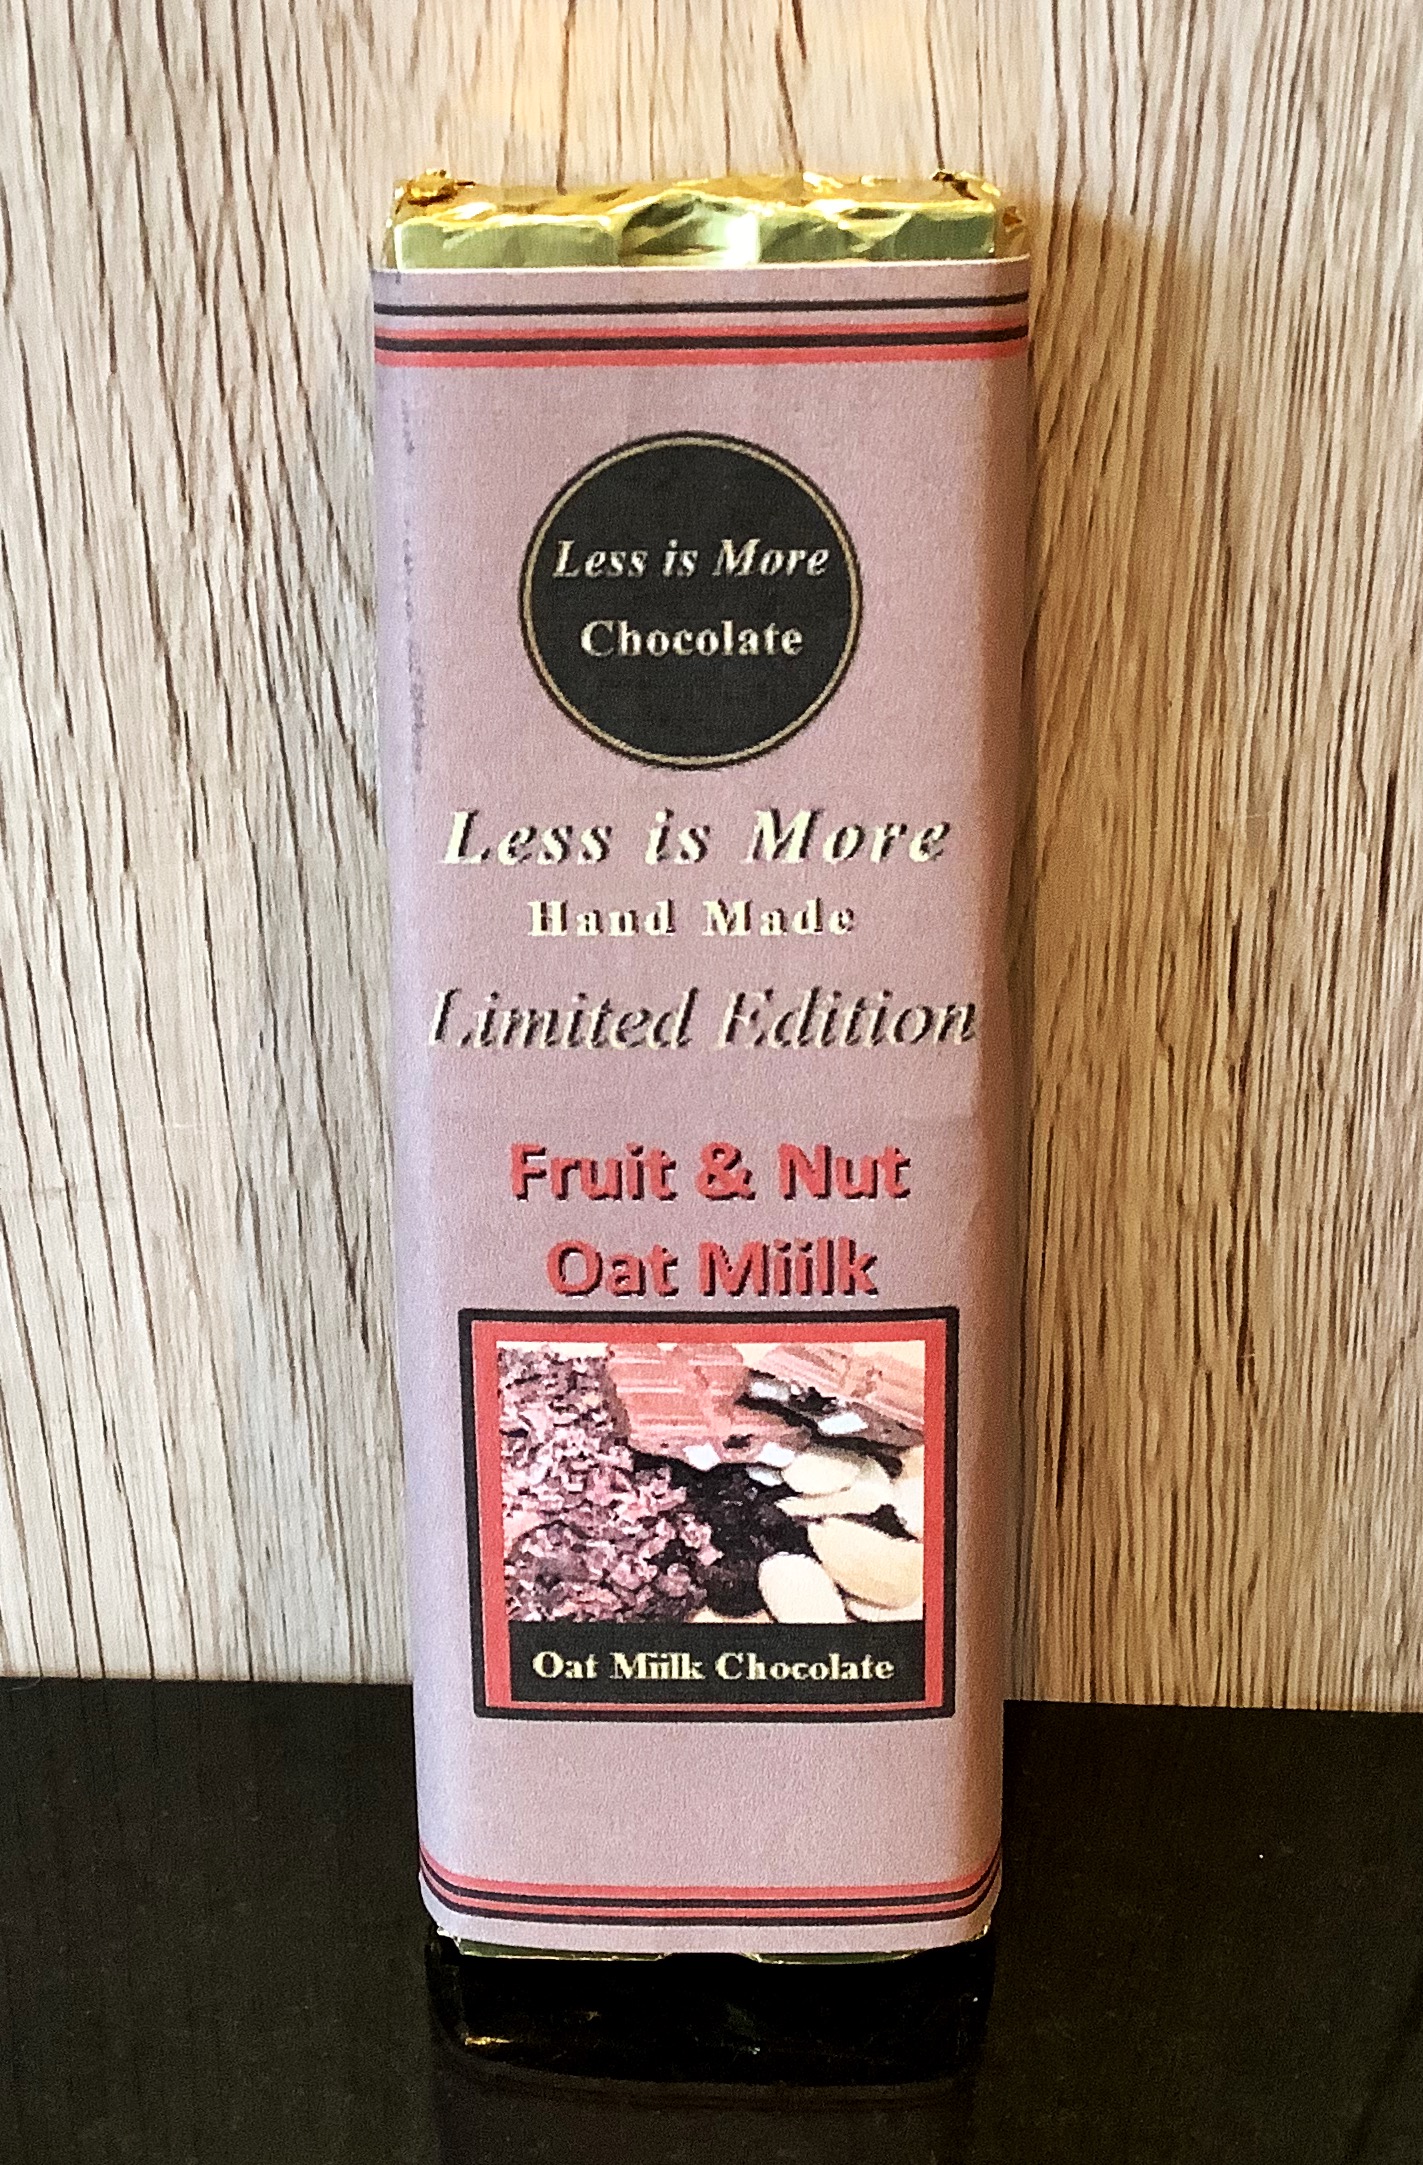 Less is More
Chocolate
Less is More
Hand Made
Limited Edition
Fruit & Nut
Oat Miilk
Oat Miilk Chocolate